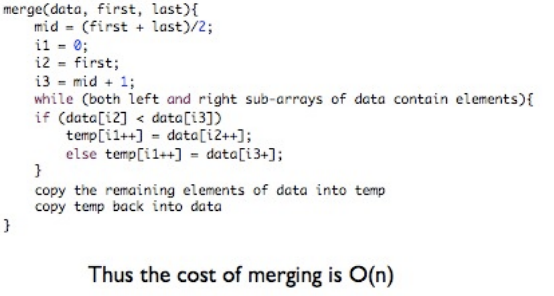 merge(data, first, last){
mid = (first + last)/2;
i1 = 0;
i2 = first;
i3 = mid + 1;
while (both left and right sub-arrays of data contain elements){
if (data[i2] < data[i3])
temp[i1++] = data[i2++];
else temp[i1++] = data[i3+];
}
copy the remaining elements of data into temp
copy temp back into data
}
Thus the cost of merging is O(n)